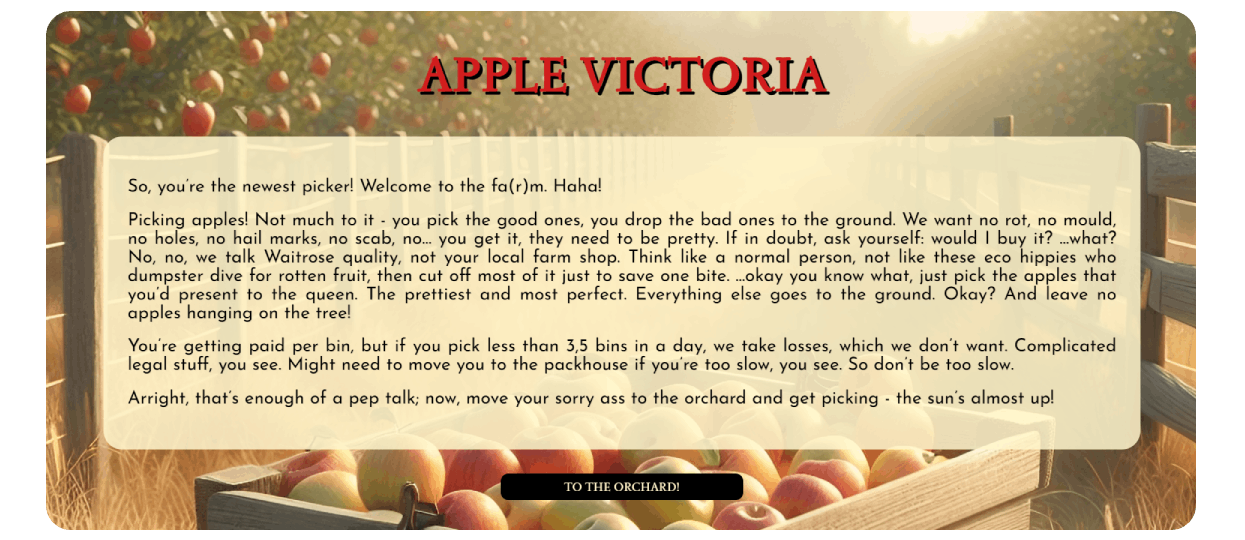 APPLE VICTORIA
So, you're the newest picker! Welcome to the fa(r)m. Haha!
Picking apples! Not much to it - you pick the good ones, you drop the bad ones to the ground. We want no rot, no mould,
no holes, no hail marks, no scab, no... you get it, they need to be pretty. If in doubt, ask yourself: would I buy it? ...what?
No, no, we talk Waitrose quality, not your local farm shop. Think like a normal person, not like these eco hippies who
dumpster dive for rotten fruit, then cut off most of it just to save one bite. ...okay you know what, just pick the apples that
you'd present to the queen. The prettiest and most perfect. Everything else goes to the ground. Okay? And leave no
apples hanging on the tree!
You're getting paid per bin, but if you pick less than 3,5 bins in a day, we take losses, which we don't want. Complicated
legal stuff, you see. Might need to move you to the packhouse if you're too slow, you see. So don't be too slow.
Arright, that's enough of a pep talk; now, move your sorry ass to the orchard and get picking - the sun's almost up!
TO THE ORCHARD!